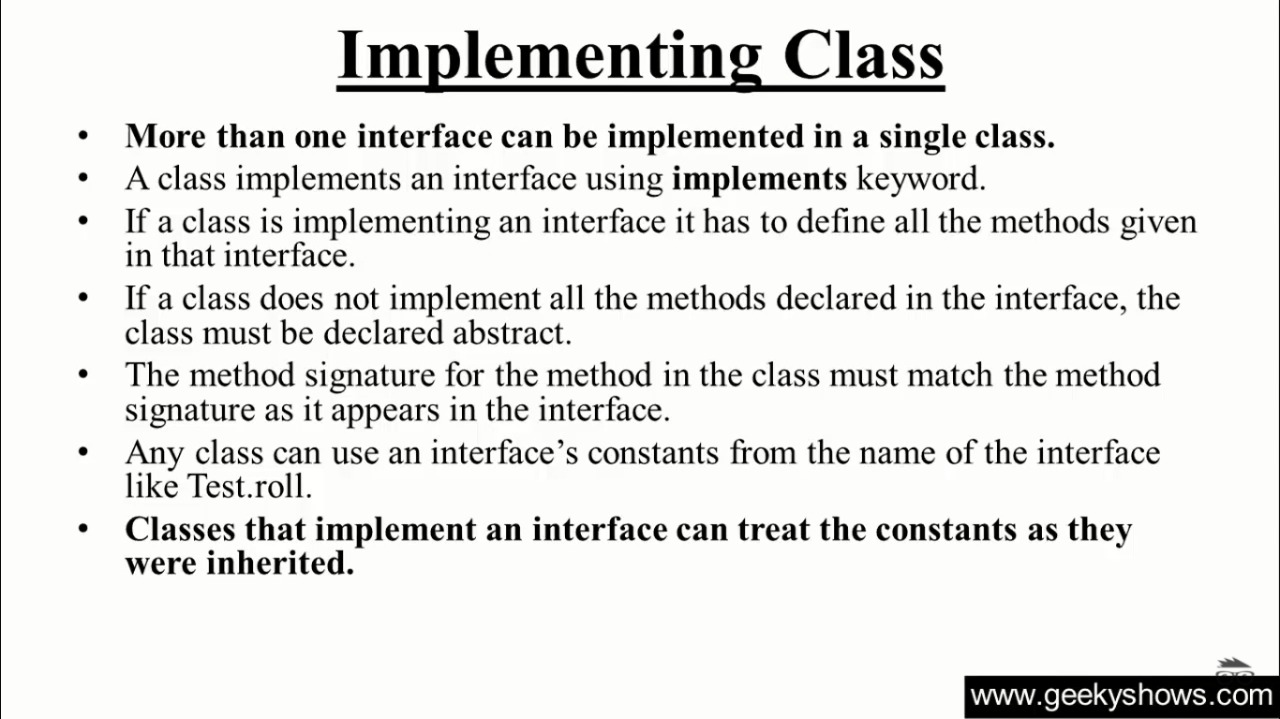 Implementing Class
• More than one interface can be implemented in a single class.
• A class implements an interface using implements keyword.
• If a class is implementing an interface it has to define all the methods given
in that interface.
• If a class does not implement all the methods declared in the interface, the
class must be declared abstract.
• The method signature for the method in the class must match the method
signature as it appears in the interface.
• Any class can use an interface’s constants from the name of the interface
like Test.roll.
• Classes that implement an interface can treat the constants as they
were inherited.
www.geekyshows.com